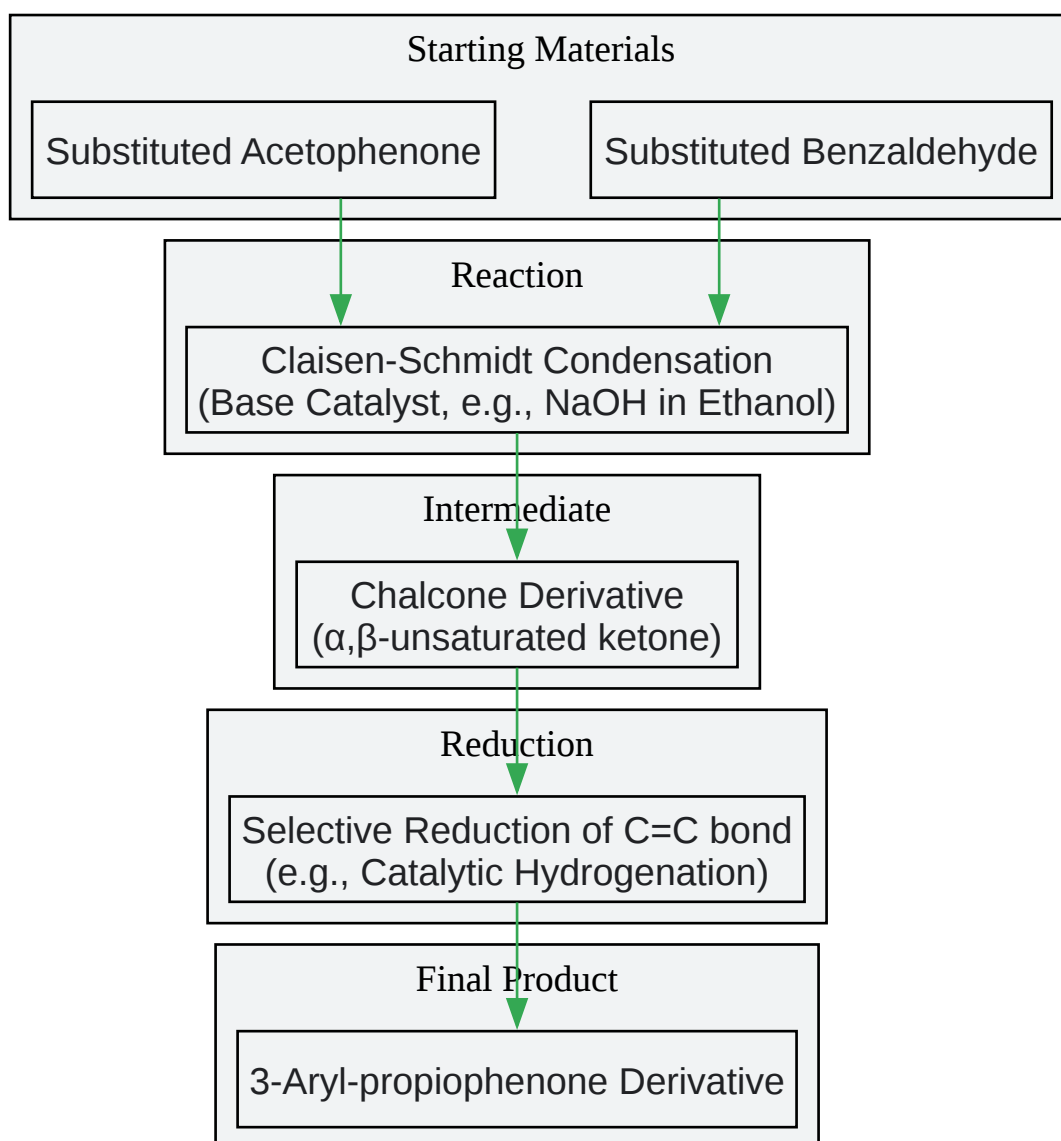 Starting Materials
Substituted Acetophenone
Substituted Benzaldehyde
Reaction
Claisen-Schmidt Condensation
(Base Catalyst, e.g., NaOH in Ethanol)
Intermediate
Chalcone Derivative
(α,β-unsaturated ketone)
Reduction
Selective Reduction of C=C bond
(e.g., Catalytic Hydrogenation)
Final Product
3-Aryl-propiophenone Derivative